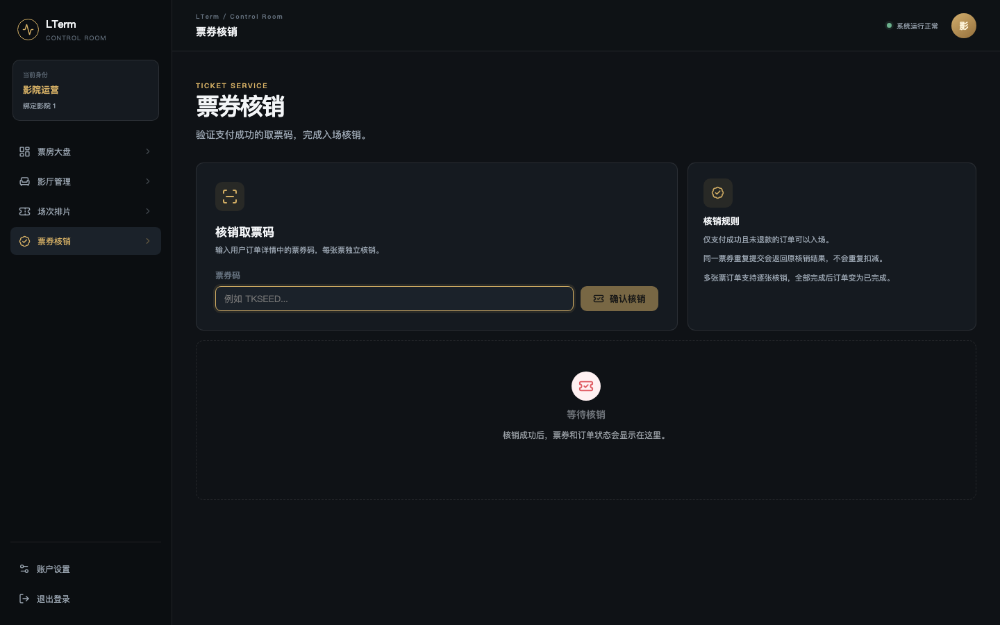 LTerm
CONTROL ROOM
当前身份
影院运营
绑定影院 1
票房大盘
影厅管理
场次排片
票券核销
账户设置
退出登录
LTerm / Control Room
票券核销
系统运行正常
影
TICKET SERVICE
票券核销
验证支付成功的取票码，完成入场核销。
核销取票码
输入用户订单详情中的票券码，每张票独立核销。
票券码
例如 TKSEED...
确认核销
核销规则
仅支付成功且未退款的订单可以入场。
同一票券重复提交会返回原核销结果，不会重复扣减。
多张票订单支持逐张核销，全部完成后订单变为已完成。
等待核销
核销成功后，票券和订单状态会显示在这里。